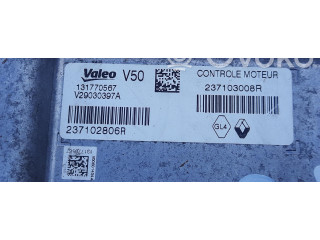 Valeo V50
131770567
V29030397A
237102806R
CONTROLE MOTEUR
237103008R
GL4